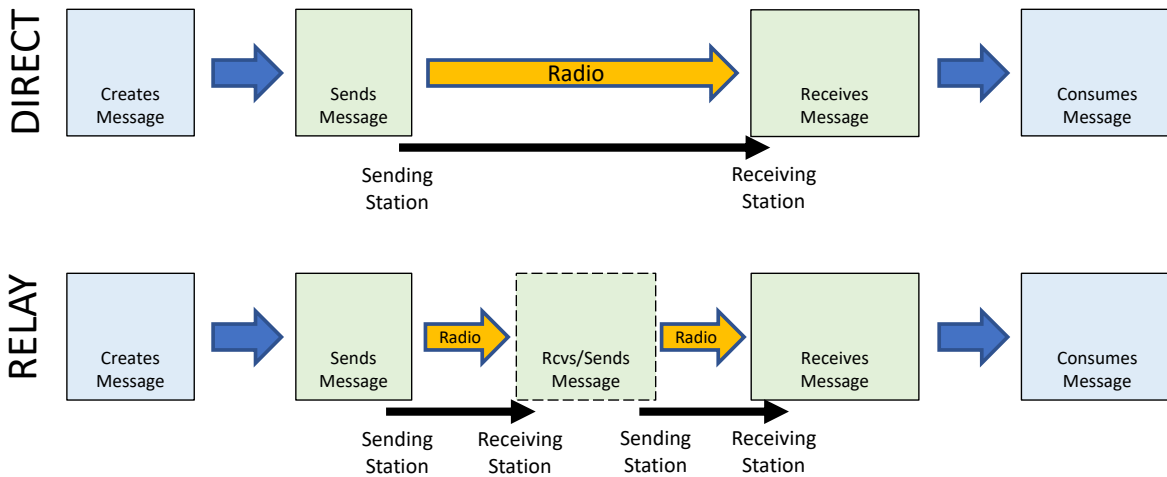 DIRECT
Creates
Message
Sends
Message
Radio
Receives
Message
Consumes
Message
Sending
Station
Receiving
Station
RELAY
Creates
Message
Sends
Message
Radio
Rcvs/Sends
Message
Radio
Receives
Message
Consumes
Message
Sending
Station
Receiving
Station
Sending
Station
Receiving
Station